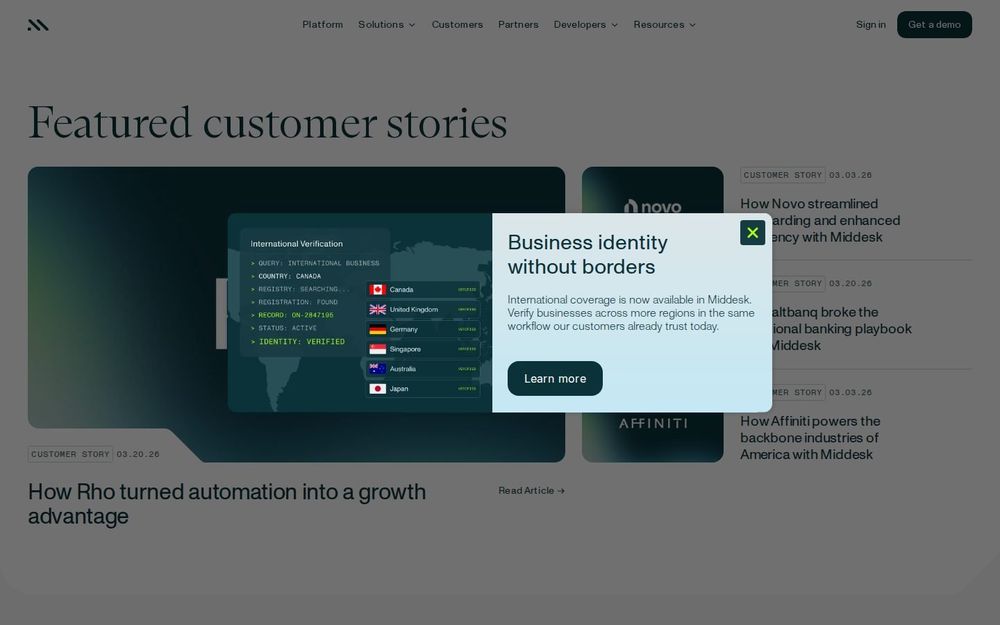 Platform
Solutions
Customers
Partners
Developers
Resources
Sign in
Get a demo
Featured customer stories
International Verification
> QUERY: INTERNATIONAL BUSINESS
> COUNTRY: CANADA
> REGISTRY: SEARCHING...
> REGISTRATION: FOUND
> RECORD: ON-2847195
> STATUS: ACTIVE
> IDENTITY: VERIFIED
Canada
United Kingdom
Germany
Singapore
Australia
Japan
Business identity
without borders
International coverage is now available in Middesk.
Verify businesses across more regions in the same
workflow our customers already trust today.
Learn more
CUSTOMER STORY 03.20.26
How Rho turned automation into a growth
advantage
Read Article →
novo
CUSTOMER STORY 03.03.26
How Novo streamlined
arding and enhanced
ency with Middesk
MER STORY 03.20.26
altbanq broke the
ional banking playbook
Middesk
AFFINITI
MER STORY 03.03.26
How Affiniti powers the
backbone industries of
America with Middesk